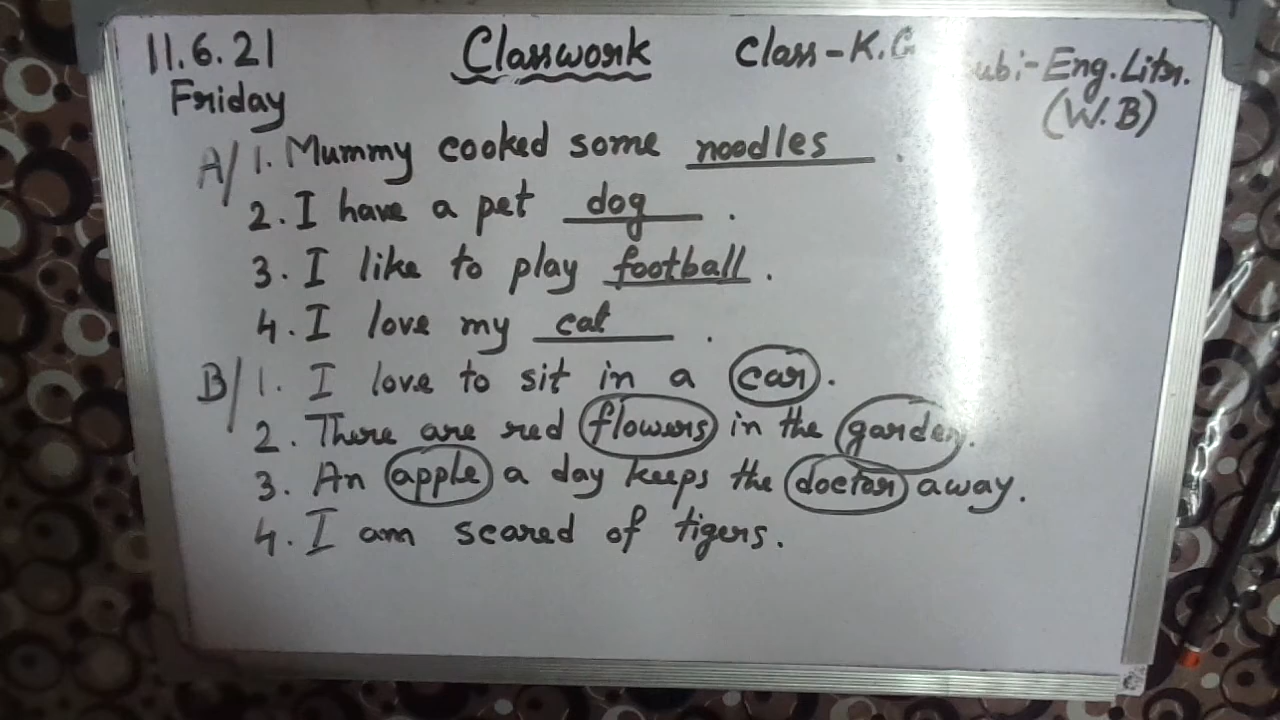 11.6.21 Classwork Class-K.G Subi-Eng.Litr.
Friday (W.B)
A/ 1. Mummy cooked some noodles.
2. I have a pet dog.
3. I like to play football.
4. I love my cat.
B/ 1. I love to sit in a car.
2. There are red flowers in the garden.
3. An apple a day keeps the doctor away.
4. I am scared of tigers.